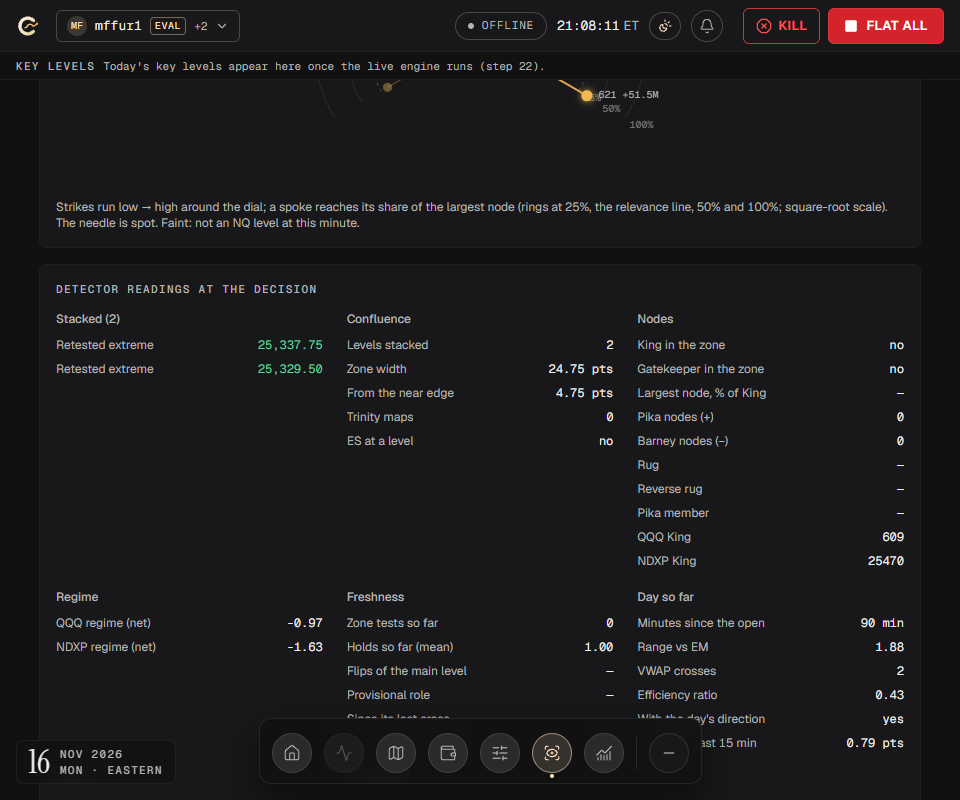 MF mffur1 EVAL +2
OFFLINE 21:08:11 ET KILL FLAT ALL
KEY LEVELS Today's key levels appear here once the live engine runs (step 22).
621 +51.5M
50%
100%
Strikes run low → high around the dial; a spoke reaches its share of the largest node (rings at 25%, the relevance line, 50% and 100%; square-root scale).
The needle is spot. Faint: not an NQ level at this minute.
DETECTOR READINGS AT THE DECISION
Stacked (2)
Retested extreme 25,337.75
Retested extreme 25,329.50
Confluence
Levels stacked 2
Zone width 24.75 pts
From the near edge 4.75 pts
Trinity maps 0
ES at a level no
Nodes
King in the zone no
Gatekeeper in the zone no
Largest node, % of King –
Pika nodes (+) 0
Barney nodes (–) 0
Rug –
Reverse rug –
Pika member –
QQQ King 609
NDXP King 25470
Regime
QQQ regime (net) -0.97
NDXP regime (net) -1.63
Freshness
Zone tests so far 0
Holds so far (mean) 1.00
Flips of the main level –
Provisional role –
Day so far
Minutes since the open 90 min
Range vs EM 1.88
VWAP crosses 2
Efficiency ratio 0.43
With the day's direction yes
ast 15 min 0.79 pts
16 NOV 2026
MON · EASTERN